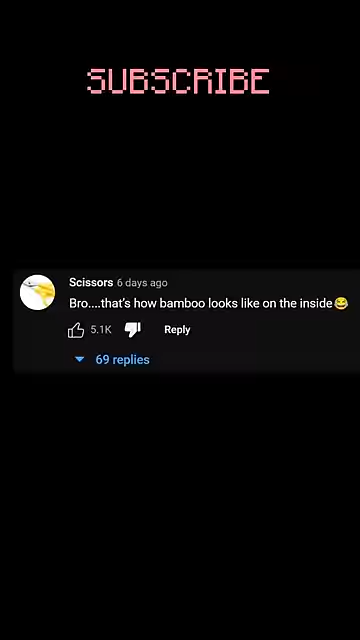 SUBSCRIBE
Scissors 6 days ago
Bro....that's how bamboo looks like on the inside😂
5.1K Reply
69 replies